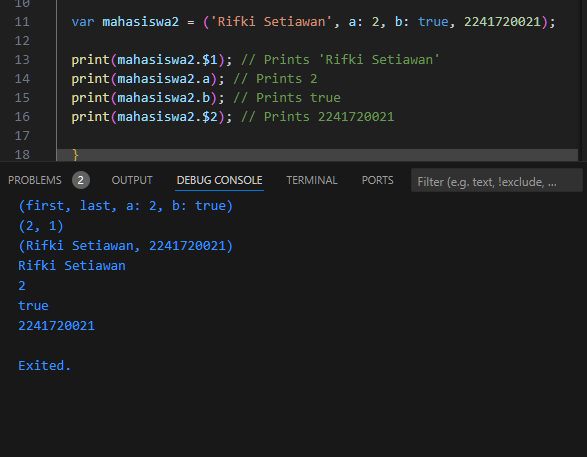 10
11 var mahasiswa2 = ('Rifki Setiawan', a: 2, b: true, 2241720021);
12
13 print(mahasiswa2.$1); // Prints 'Rifki Setiawan'
14 print(mahasiswa2.a); // Prints 2
15 print(mahasiswa2.b); // Prints true
16 print(mahasiswa2.$2); // Prints 2241720021
17
18 }
PROBLEMS 2 OUTPUT DEBUG CONSOLE TERMINAL PORTS Filter (e.g. text, !exclude, ...
(first, last, a: 2, b: true)
(2, 1)
(Rifki Setiawan, 2241720021)
Rifki Setiawan
2
true
2241720021
Exited.